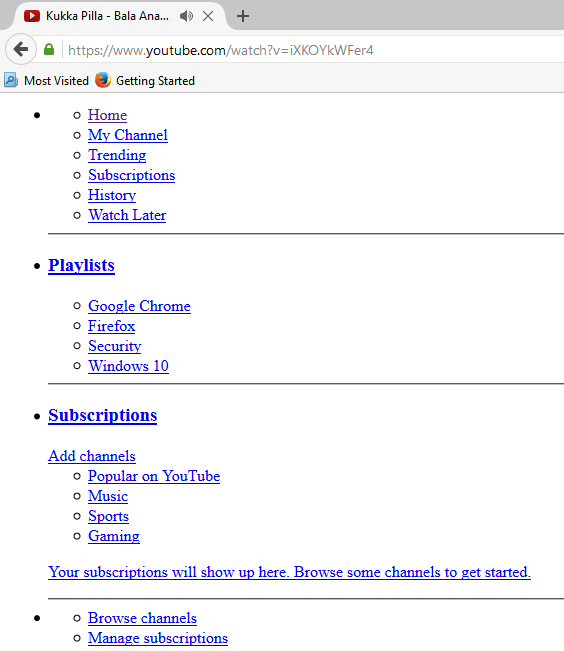 Kukka Pilla - Bala Ana...
https://www.youtube.com/watch?v=iXKOYkWFer4
Most Visited Getting Started
Home
My Channel
Trending
Subscriptions
History
Watch Later
Playlists
Google Chrome
Firefox
Security
Windows 10
Subscriptions
Add channels
Popular on YouTube
Music
Sports
Gaming
Your subscriptions will show up here. Browse some channels to get started.
Browse channels
Manage subscriptions